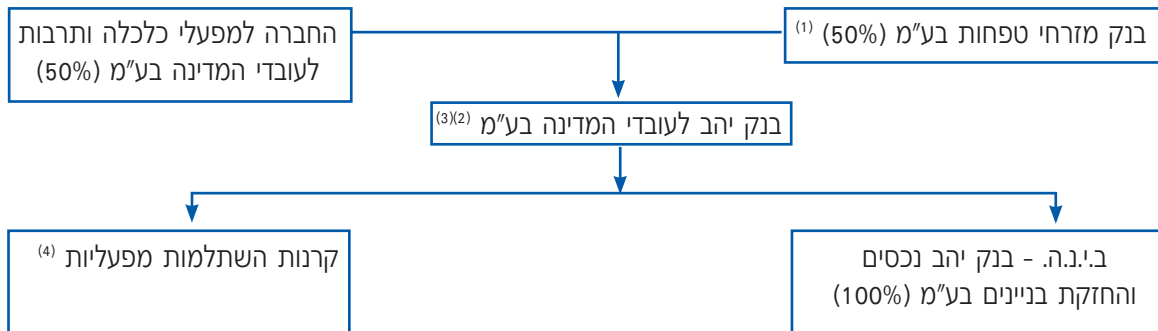 בנק מזרחי טפחות בע"מ (50%) (1)
החברה למפעלי כלכלה ותרבות
לעובדי המדינה בע"מ (50%)
בנק יהב לעובדי המדינה בע"מ (2)(3)
ב.י.נ.ה. - בנק יהב נכסים
והחזקת בניינים בע"מ (100%)
קרנות השתלמות מפעליות (4)